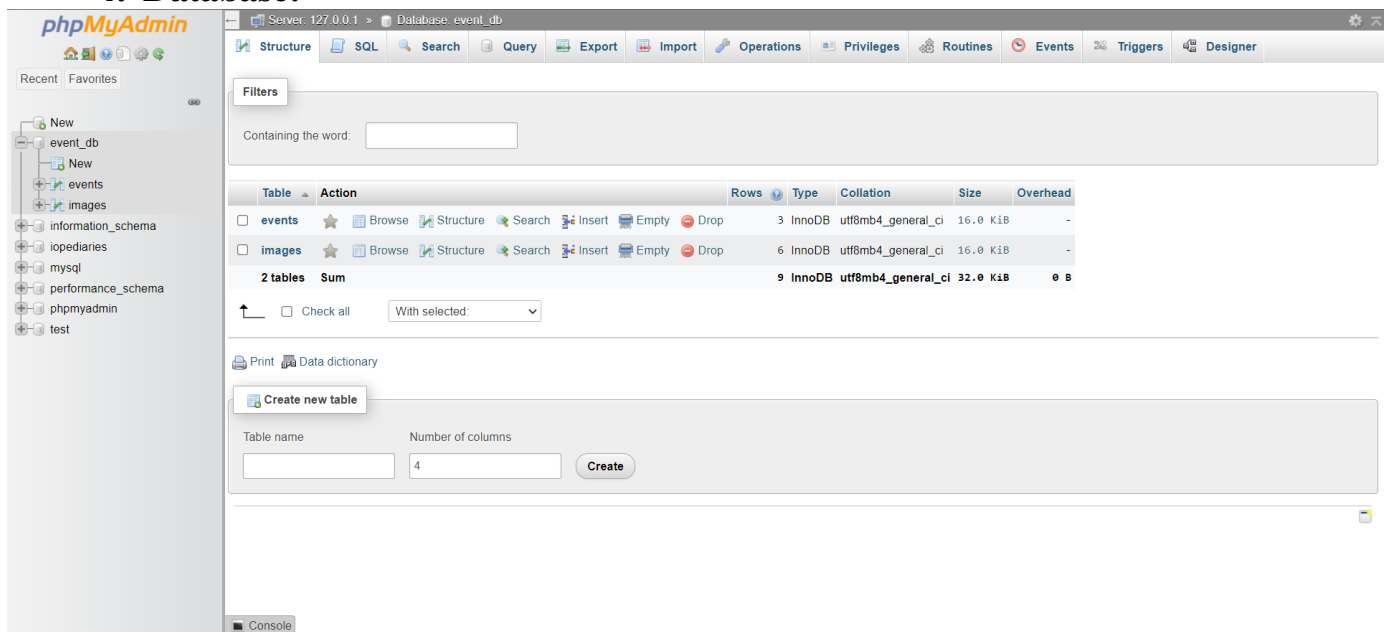 phpMyAdmin
Recent Favorites
New
event_db
New
events
images
information_schema
iopediaries
mysql
performance_schema
phpmyadmin
test
Server: 127.0.0.1 » Database: event_db
Structure SQL Search Query Export Import Operations Privileges Routines Events Triggers Designer
Filters
Containing the word:
Table Action Rows Type Collation Size Overhead
events Browse Structure Search Insert Empty Drop 3 InnoDB utf8mb4_general_ci 16.0 KiB -
images Browse Structure Search Insert Empty Drop 6 InnoDB utf8mb4_general_ci 16.0 KiB -
2 tables Sum 9 InnoDB utf8mb4_general_ci 32.0 KiB 0 B
Check all With selected:
Print Data dictionary
Create new table
Table name Number of columns
4 Create
Console